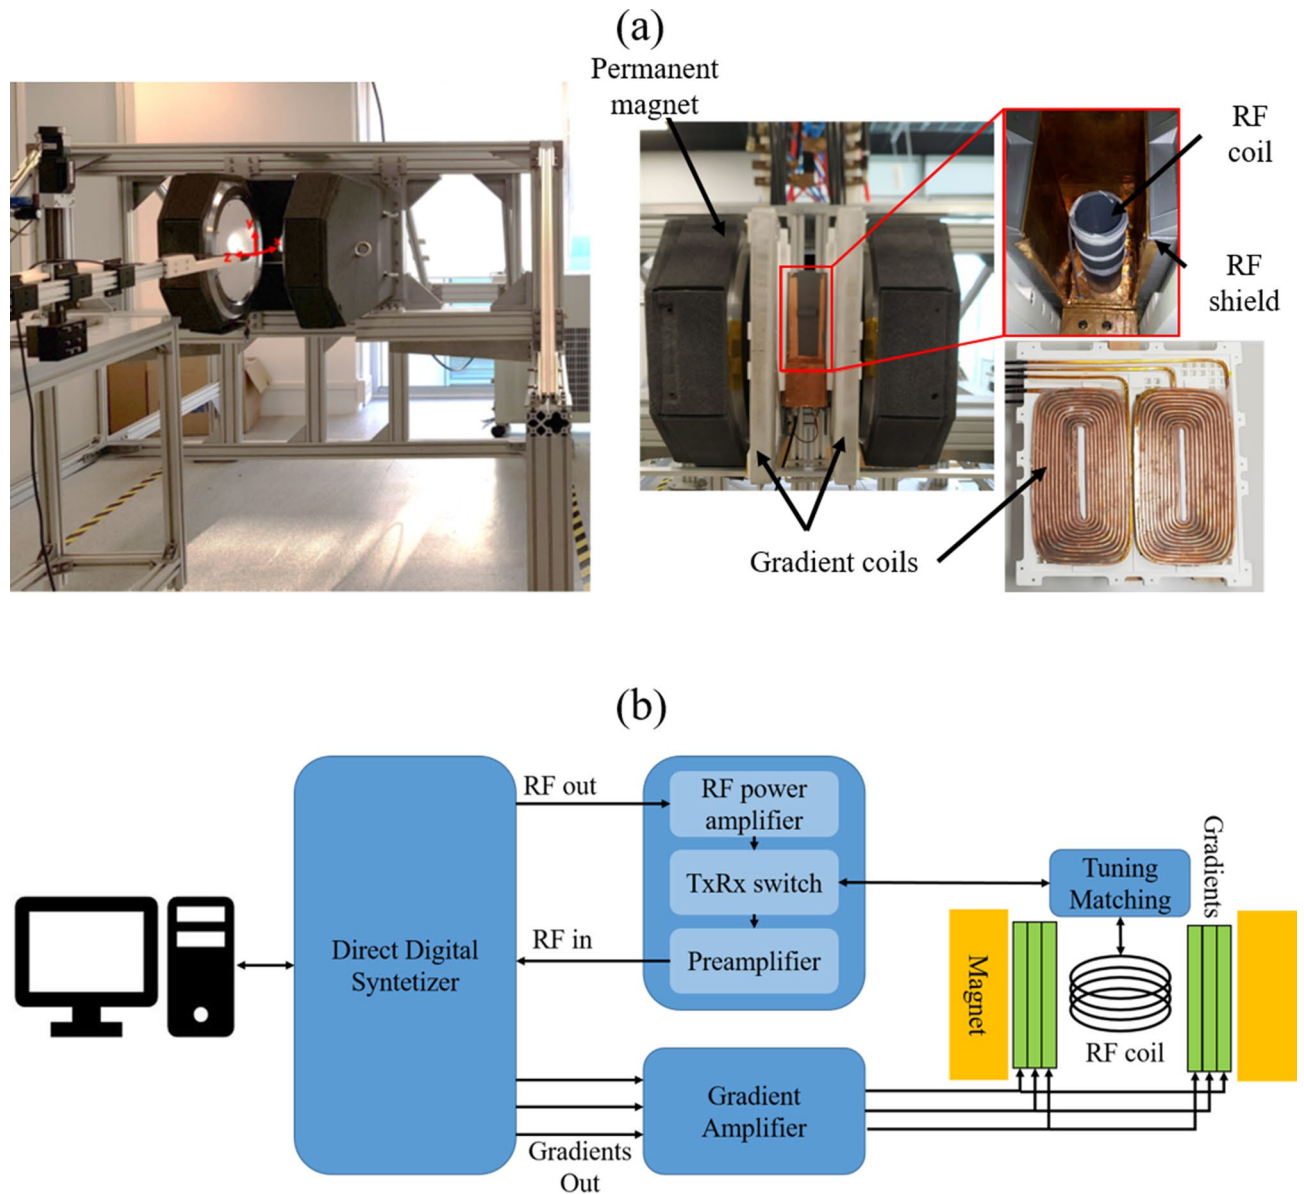 (a)
Permanent
magnet
RF
coil
RF
shield
y
x
z
Gradient coils
(b)
RF out
RF power
amplifier
TxRx switch
Preamplifier
RF in
Direct Digital
Syntetizer
Gradients
Out
Gradient
Amplifier
Tuning
Matching
Gradients
Magnet
RF coil